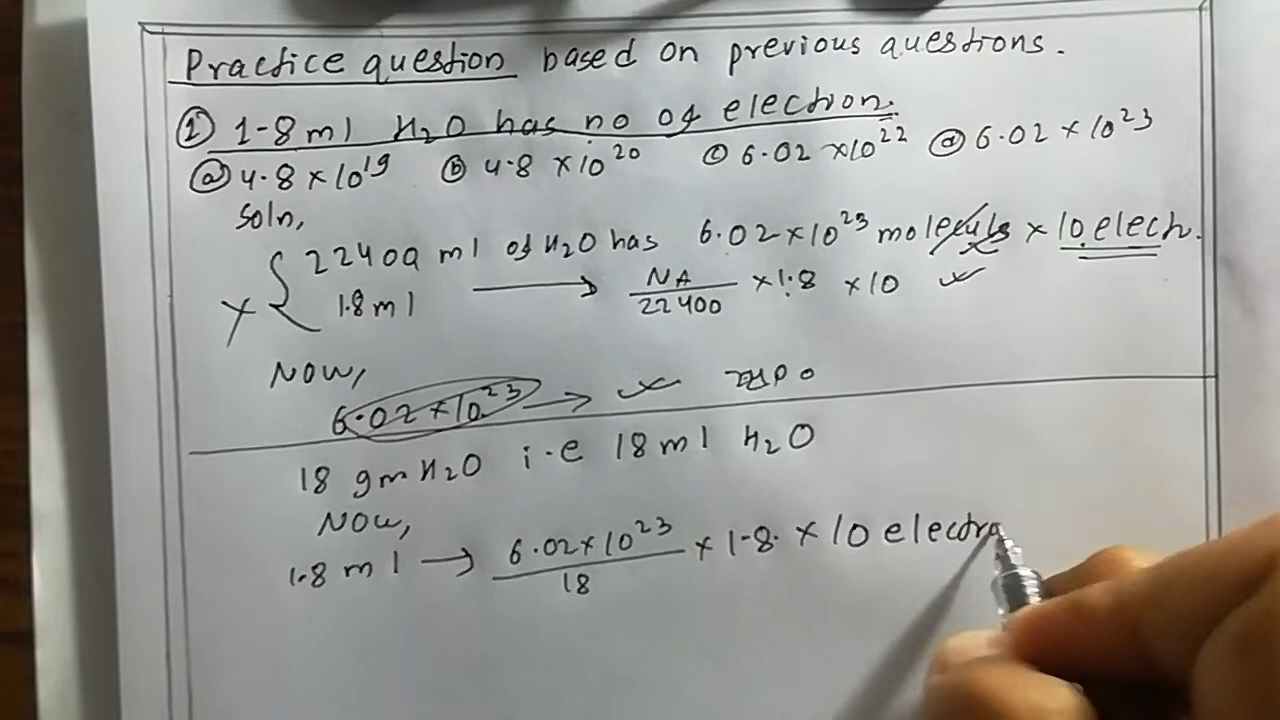 Practice question based on previous questions.
① 1-8 ml H₂O has no of election.
ⓐ 4.8 × 10¹⁹ ⓑ 4.8 × 10²⁰ ⓒ 6.02 × 10²² ⓓ 6.02 × 10²³
Soln,
22400 ml of H₂O has 6.02 × 10²³ molecules × 10 electr.
1.8 ml → NA/22400 × 1.8 × 10
Now,
6.02 × 10²³ →
18 gm H₂O i.e 18 ml H₂O
Now,
1.8 ml → 6.02 × 10²³/18 × 1.8 × 10 electro